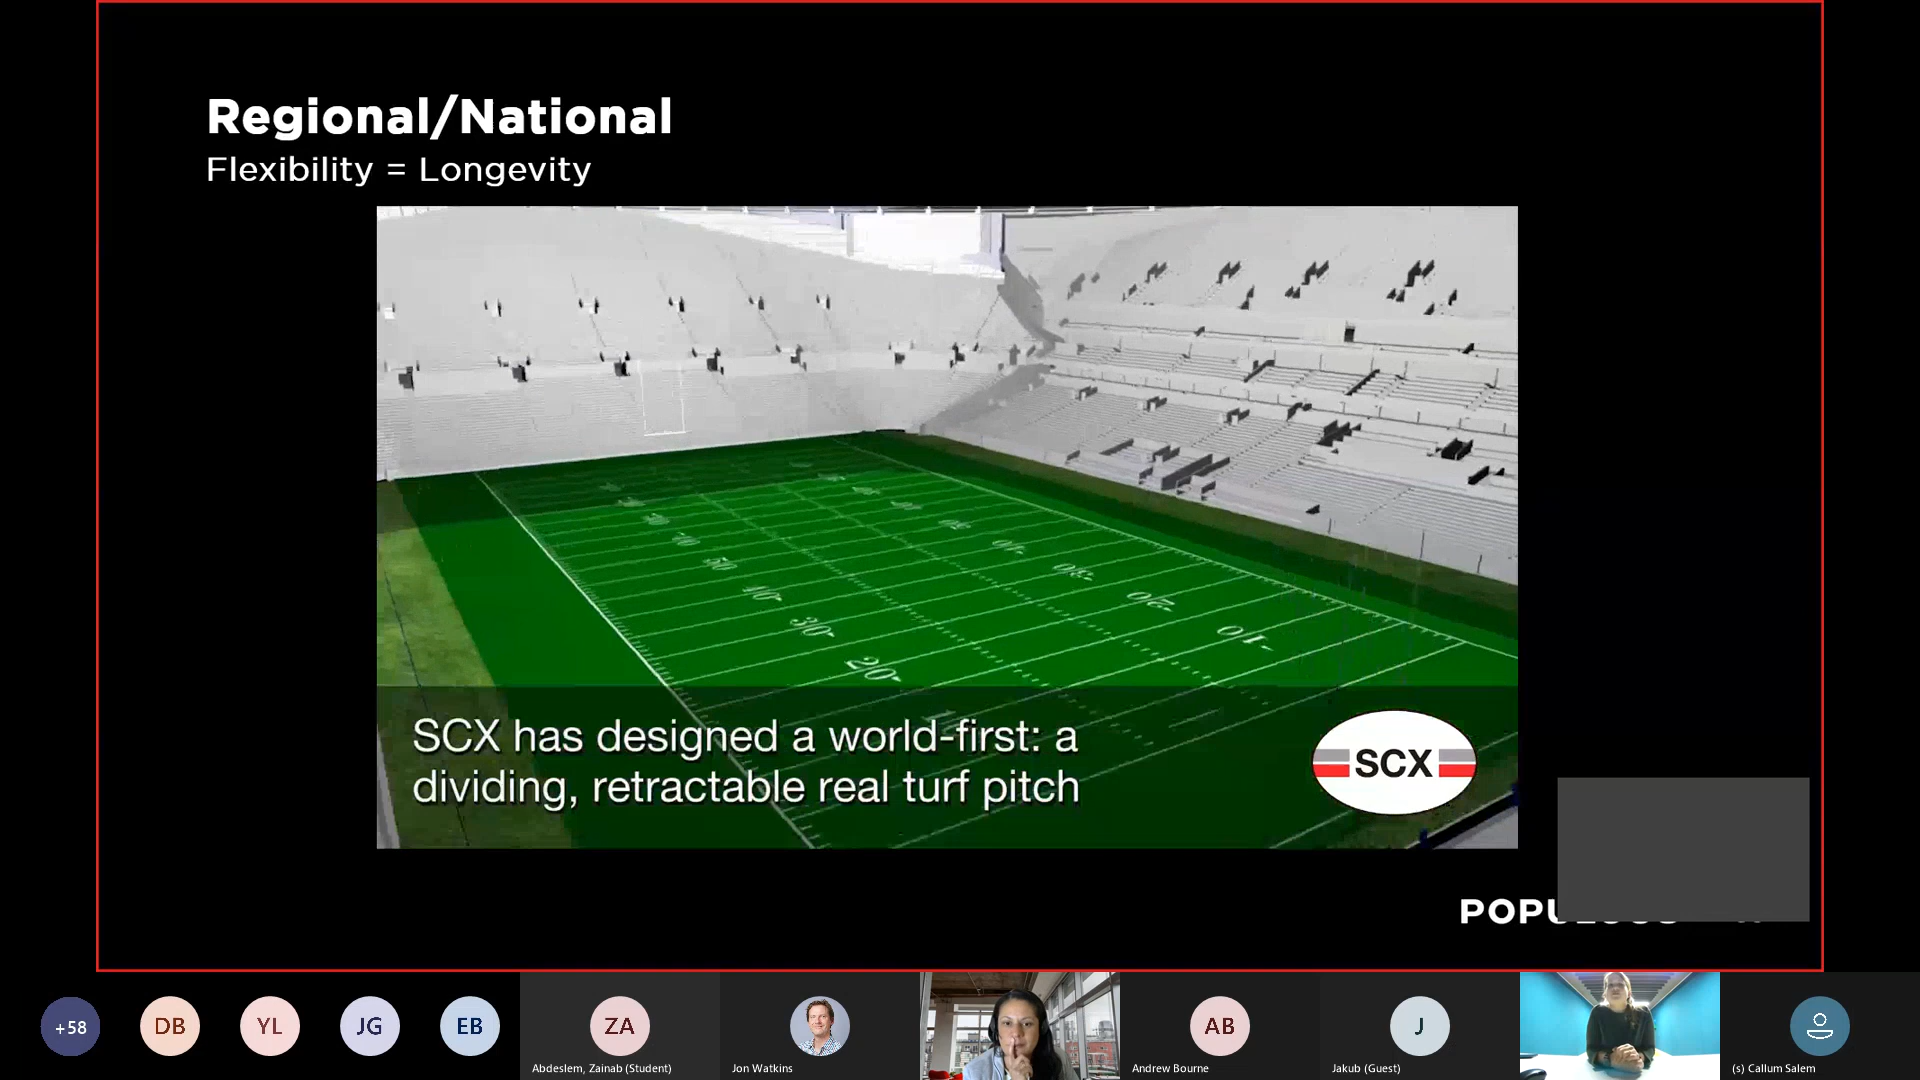 Regional/National
Flexibility = Longevity
SCX has designed a world-first: a
dividing, retractable real turf pitch
SCX
+58
DB
YL
JG
EB
ZA
AB
J
Abdeslem, Zainab (Student)
Jon Watkins
Andrew Bourne
Jakub (Guest)
(s) Callum Salem